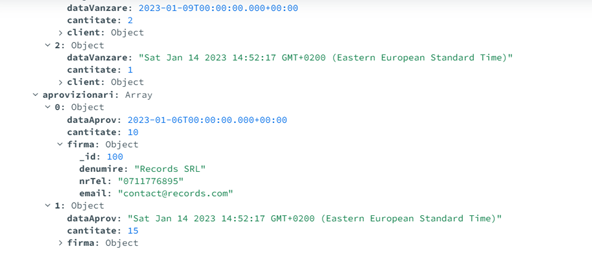 dataVanzare: 2023-01-09T00:00:00.000+00:00
cantitate: 2
client: Object
2: Object
dataVanzare: "Sat Jan 14 2023 14:52:17 GMT+0200 (Eastern European Standard Time)"
cantitate: 1
client: Object
aprovizionari: Array
0: Object
dataAprov: 2023-01-06T00:00:00.000+00:00
cantitate: 10
firma: Object
_id: 100
denumire: "Records SRL"
nrTel: "0711776895"
email: "contact@records.com"
1: Object
dataAprov: "Sat Jan 14 2023 14:52:17 GMT+0200 (Eastern European Standard Time)"
cantitate: 15
firma: Object